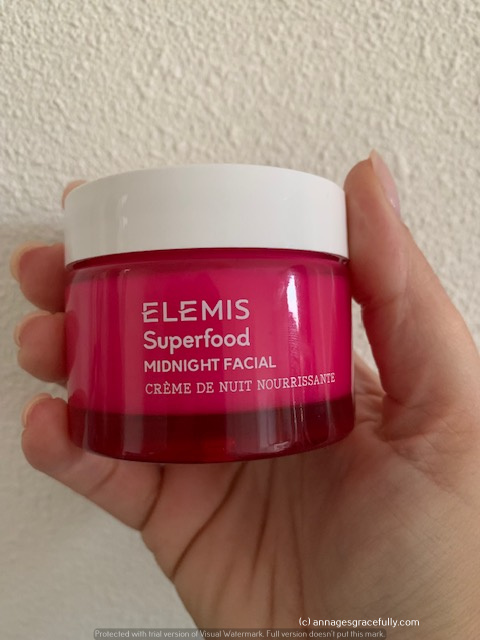 ELEMIS
Superfood
MIDNIGHT FACIAL
CRÈME DE NUIT NOURRISSANTE
(c) annagesgracefully.com
Protected with trial version of Visual Watermark. Full version doesn't put this mark.